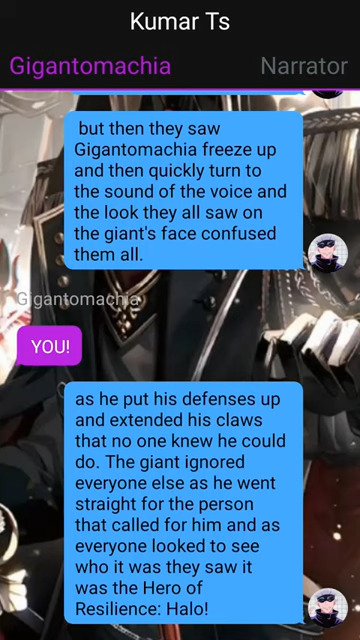 Kumar Ts
Gigantomachia
Narrator
but then they saw
Gigantomachia freeze up
and then quickly turn to
the sound of the voice and
the look they all saw on
the giant's face confused
them all.
Gigantomachia
YOU!
as he put his defenses up
and extended his claws
that no one knew he could
do. The giant ignored
everyone else as he went
straight for the person
that called for him and as
everyone looked to see
who it was they saw it
was the Hero of
Resilience: Halo!